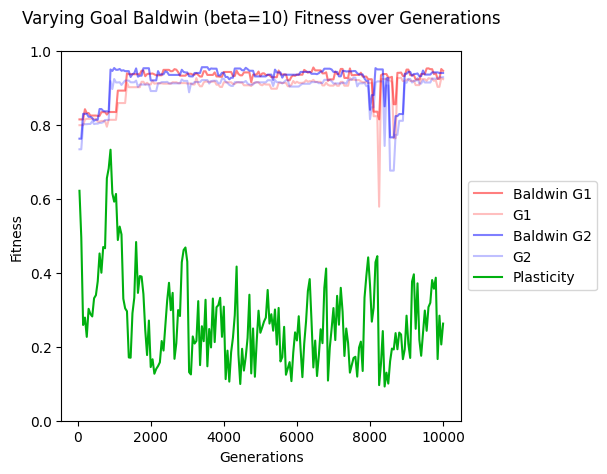 Varying Goal Baldwin (beta=10) Fitness over Generations
1.0
0.8
0.6
0.4
0.2
0.0
Fitness
0
2000
4000
6000
8000
10000
Generations
Baldwin G1
G1
Baldwin G2
G2
Plasticity